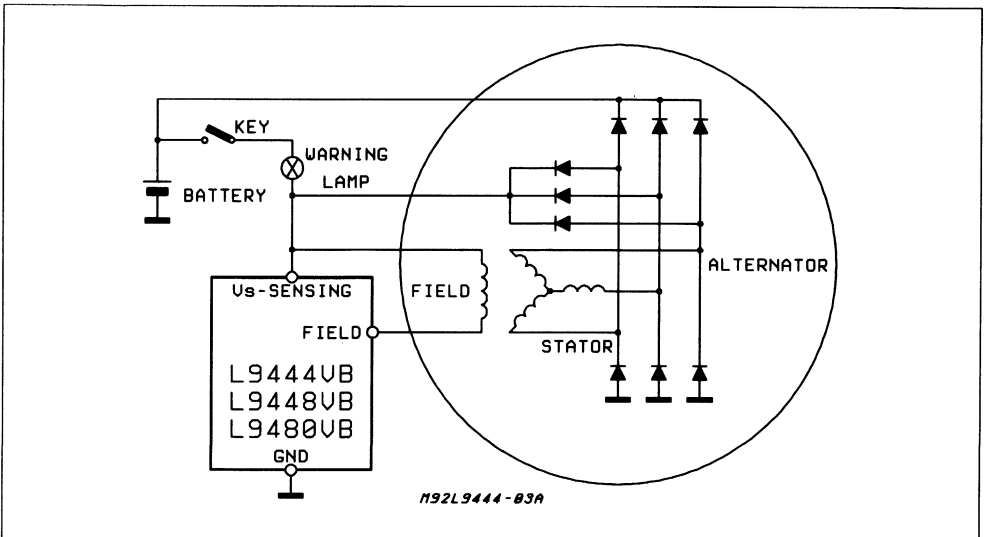 KEY
WARNING
LAMP
BATTERY
ALTERNATOR
Vs-SENSING
FIELD
FIELD
STATOR
L9444VB
L9448VB
L9480VB
GND
M92L9444-03A